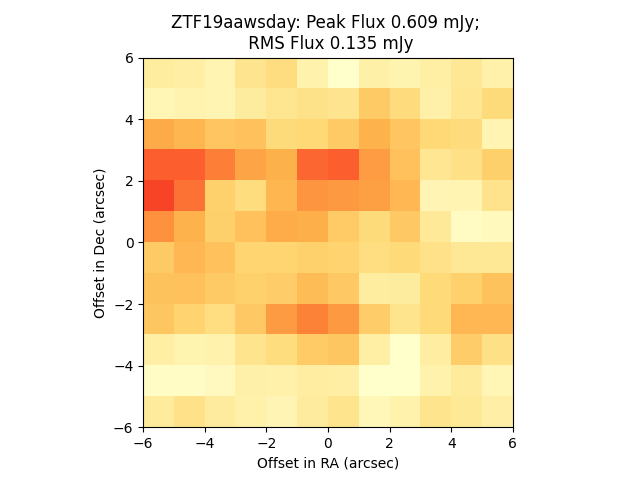 ZTF19aawsday: Peak Flux 0.609 mJy;
RMS Flux 0.135 mJy
6
4
2
0
−2
−4
−6
Offset in Dec (arcsec)
−6 −4 −2 0 2 4 6
Offset in RA (arcsec)